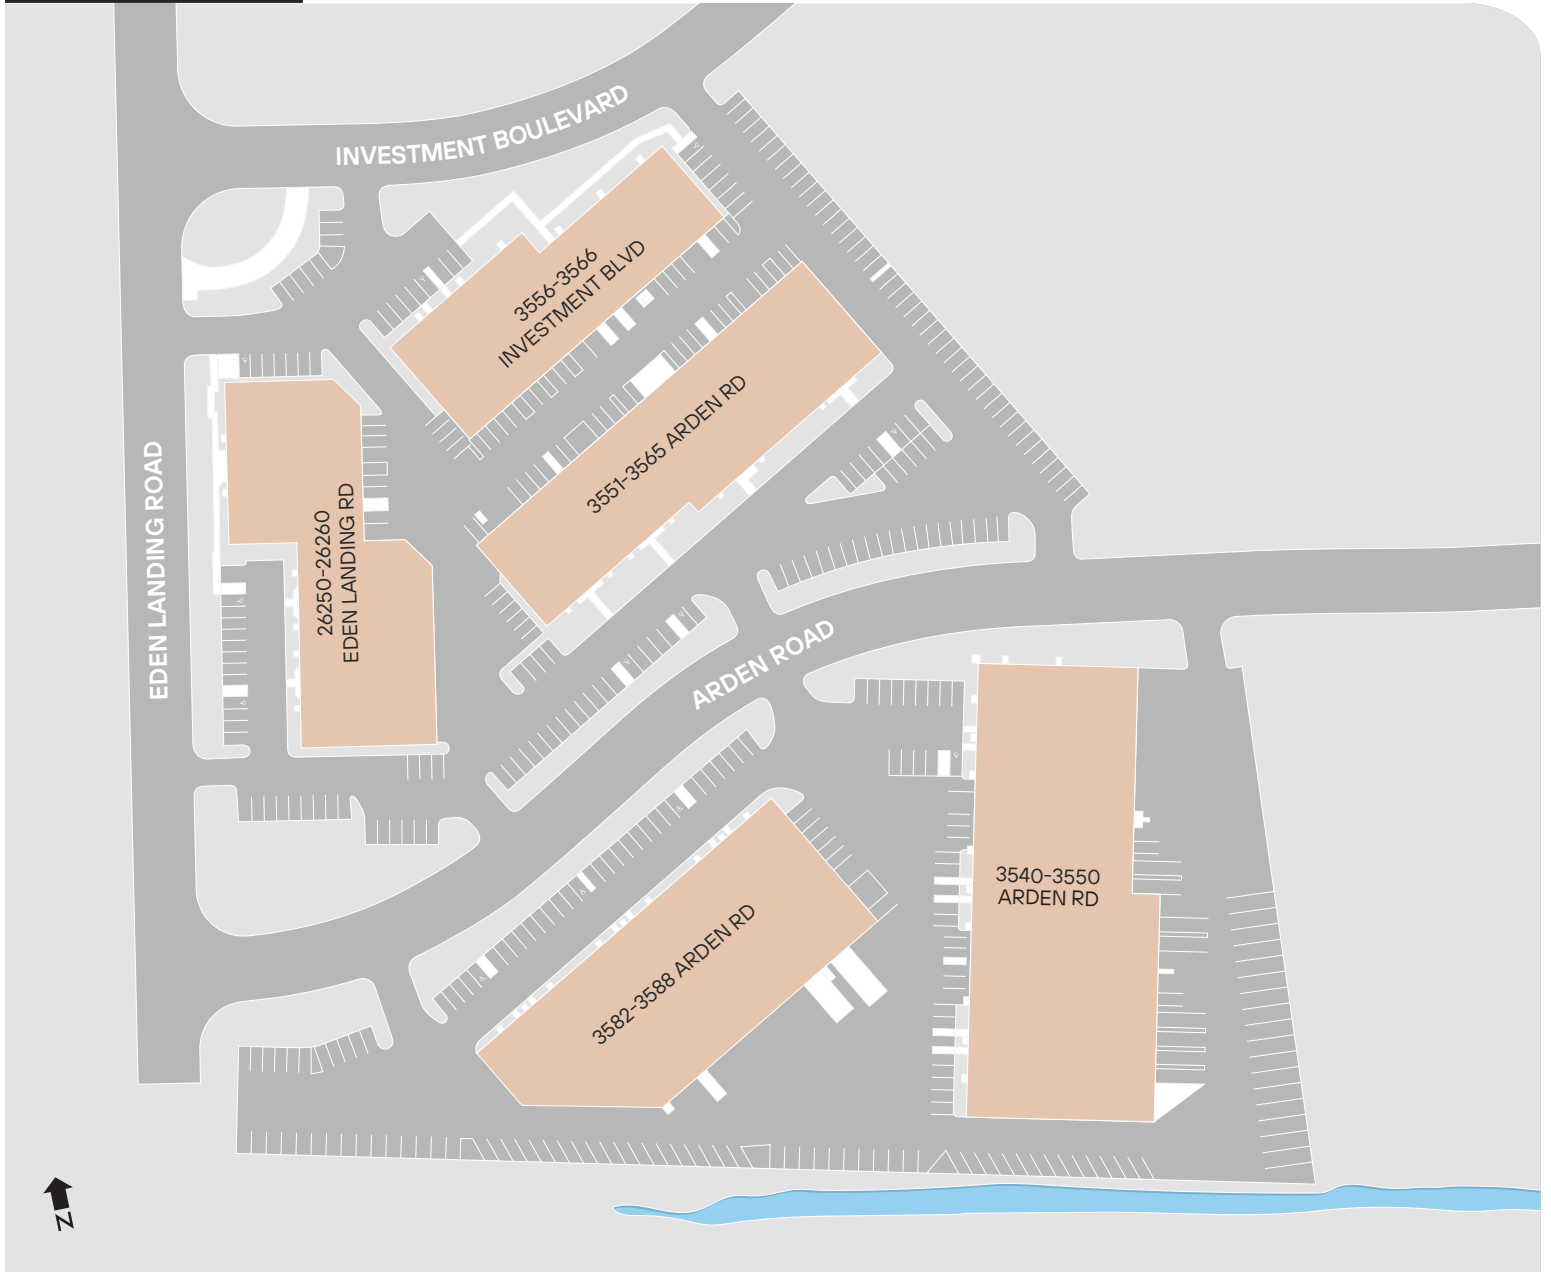 INVESTMENT BOULEVARD
3556-3566
INVESTMENT BLVD
3551-3565 ARDEN RD
EDEN LANDING ROAD
26250-26260
EDEN LANDING RD
ARDEN ROAD
3540-3550
ARDEN RD
3582-3588 ARDEN RD
N